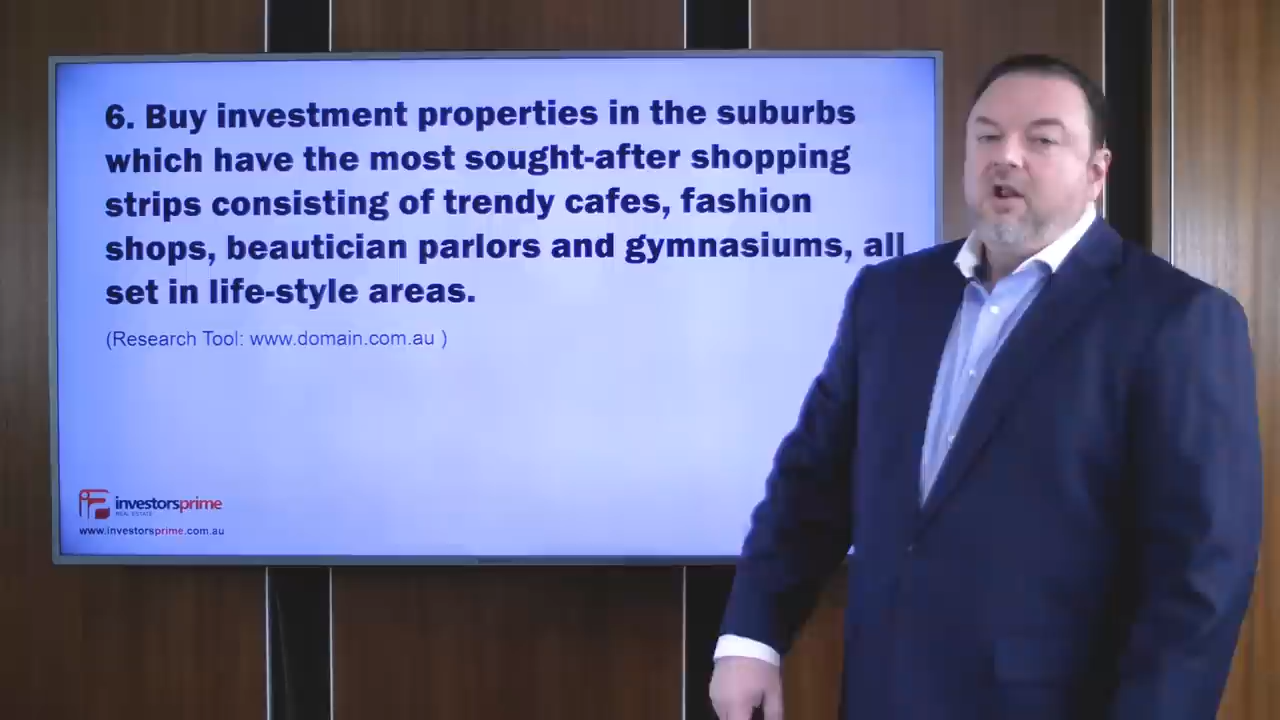 6. Buy investment properties in the suburbs
which have the most sought-after shopping
strips consisting of trendy cafes, fashion
shops, beautician parlors and gymnasiums, all
set in life-style areas.
(Research Tool: www.domain.com.au )
investorsprime
REAL ESTATE
www.investorsprime.com.au